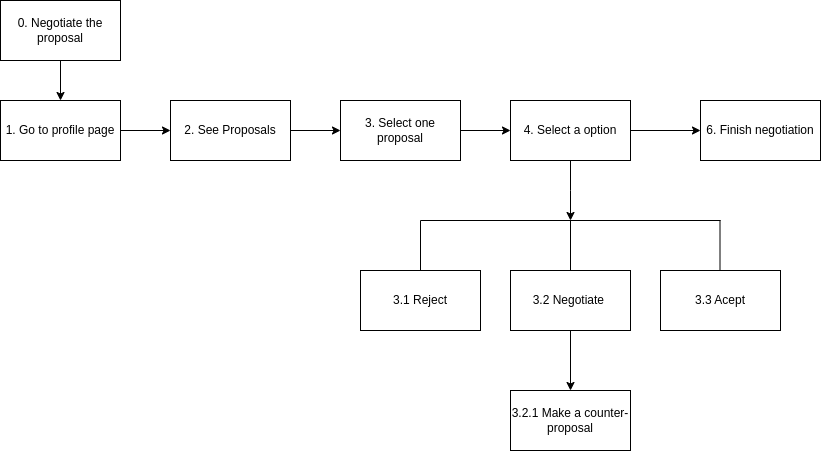 0. Negotiate the
proposal
1. Go to profile page
2. See Proposals
3. Select one
proposal
4. Select a option
6. Finish negotiation
3.1 Reject
3.2 Negotiate
3.3 Acept
3.2.1 Make a counter-
proposal